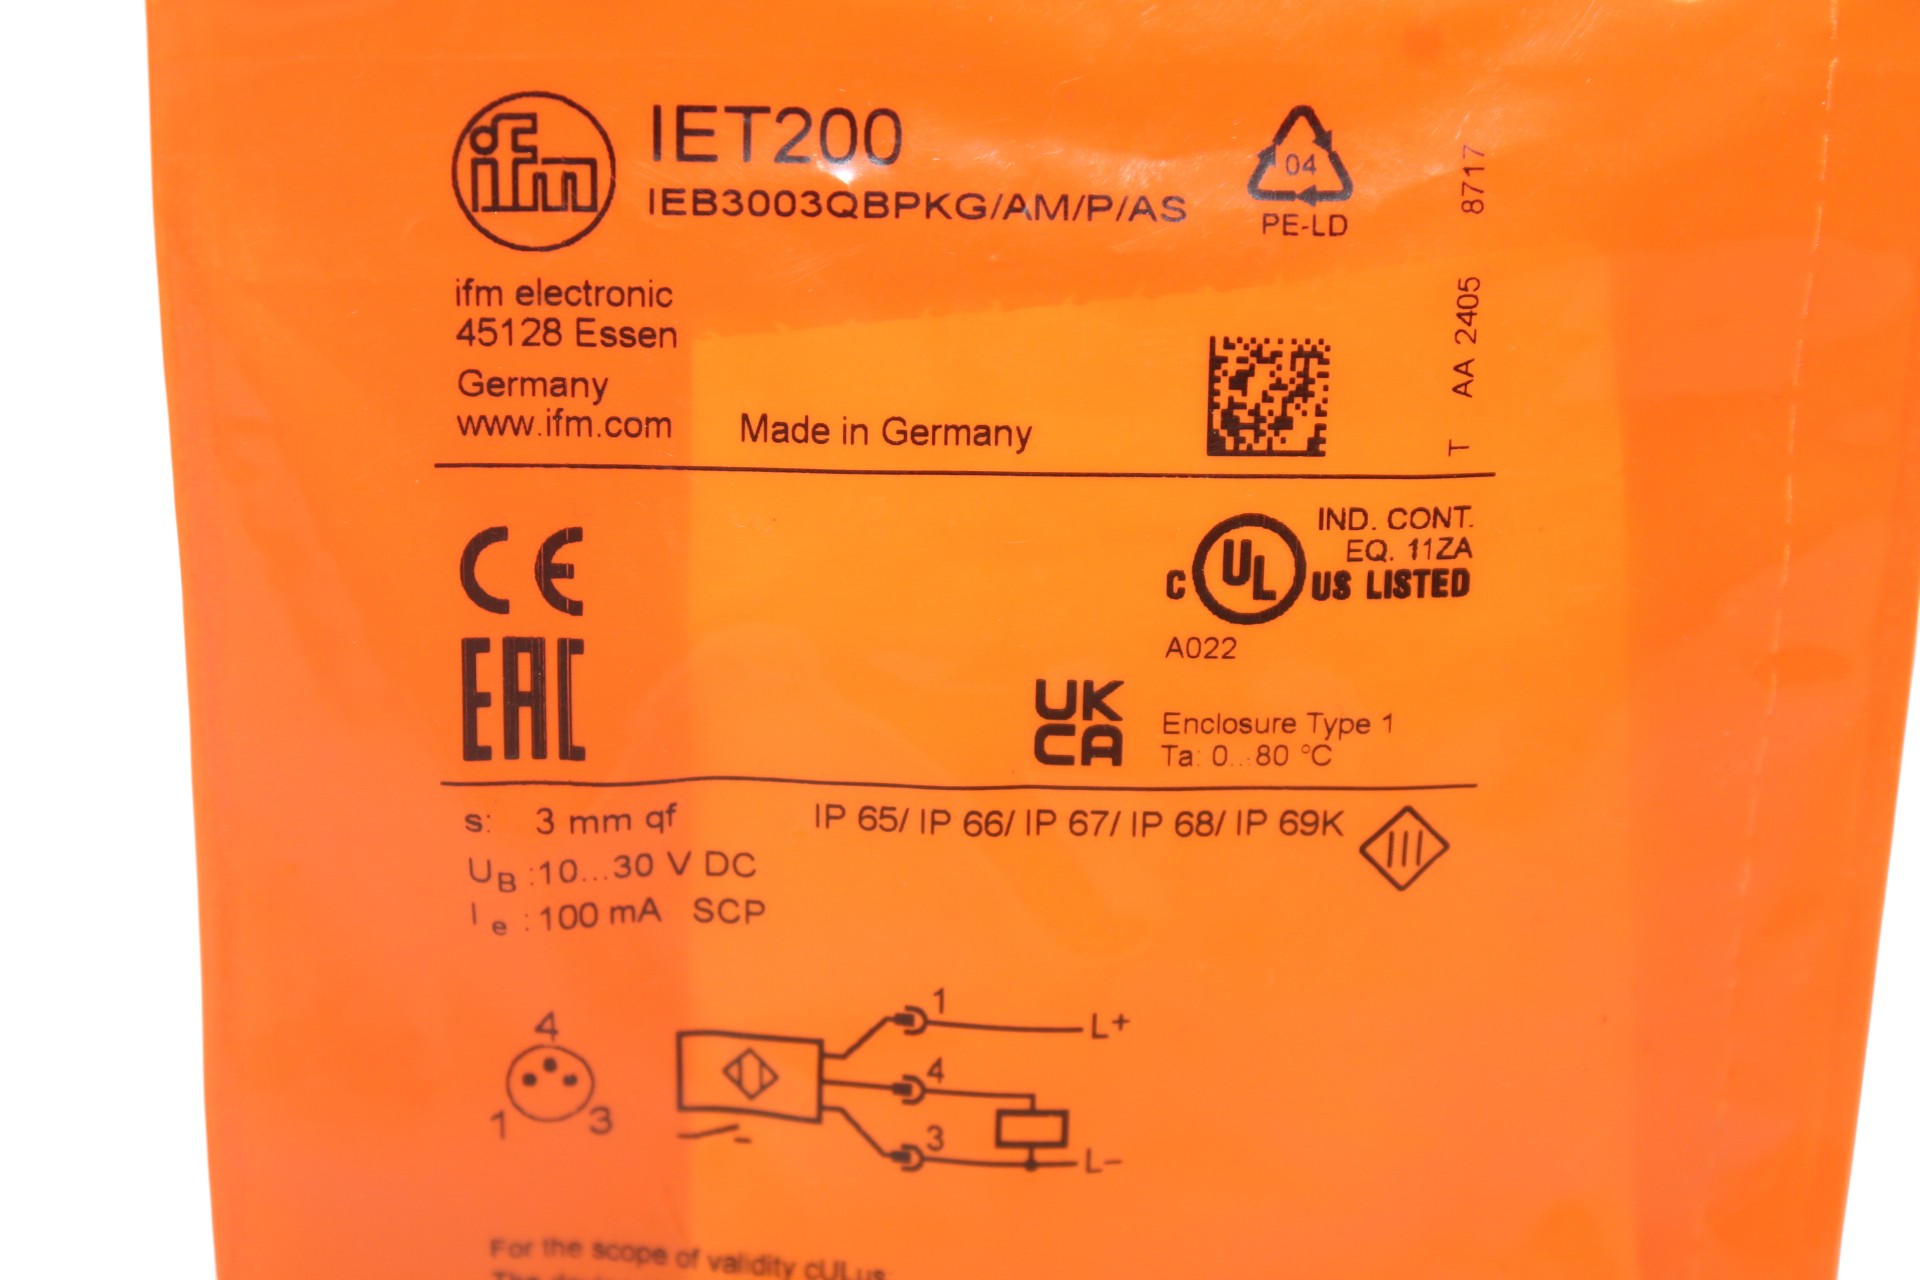 ifm
IET200
IEB3003QBPKG/AM/P/AS
04
PE-LD
T AA 2405 8717
ifm electronic
45128 Essen
Germany
www.ifm.com
Made in Germany
CE
EAC
C UL US LISTED
IND. CONT.
EQ. 11ZA
A022
UK
CA
Enclosure Type 1
Ta: 0...80 °C
s: 3 mm qf
IP 65/ IP 66/ IP 67/ IP 68/ IP 69K
III
UB :10...30 V DC
Ie :100 mA SCP
4
1
3
1
L+
4
3
L–
For the scope of validity cULus: